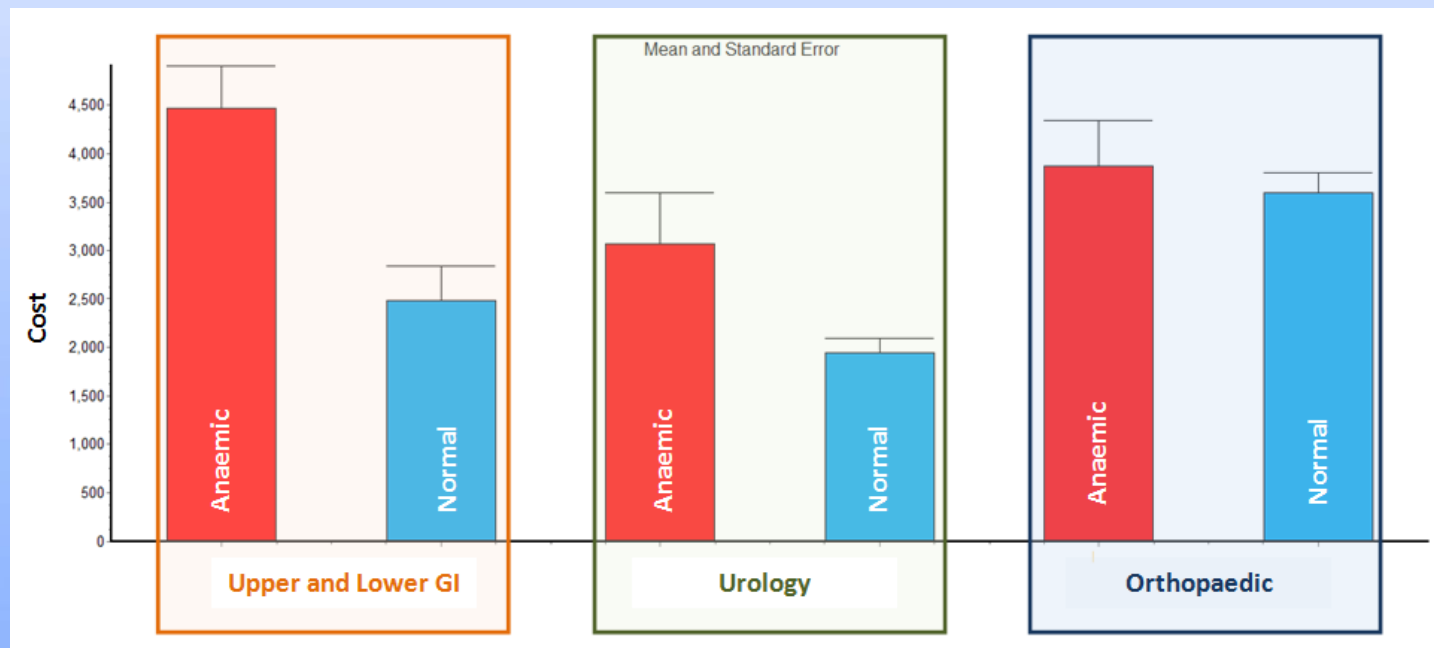 Mean and Standard Error
4,500
4,000
3,500
3,000
2,500
2,000
1,500
1,000
500
0
Cost
Anaemic
Normal
Anaemic
Normal
Anaemic
Normal
Upper and Lower GI
Urology
Orthopaedic